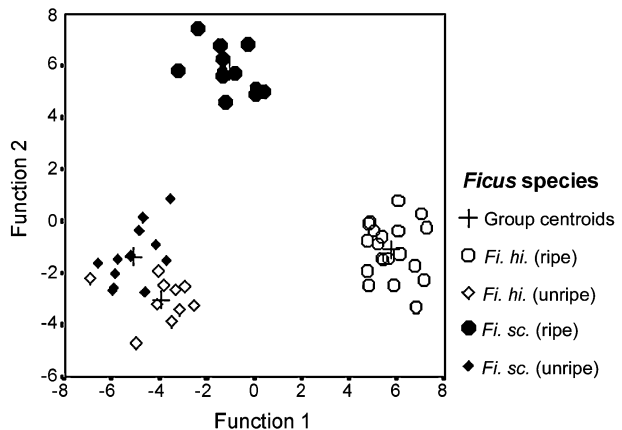 8
6
4
2
0
-2
-4
-6
-8 -6 -4 -2 0 2 4 6 8
Function 2
Function 1
Ficus species
Group centroids
Fi. hi. (ripe)
Fi. hi. (unripe)
Fi. sc. (ripe)
Fi. sc. (unripe)